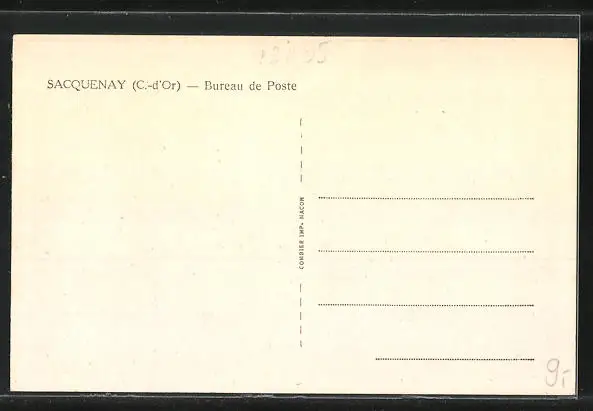 SACQUENAY (C.-d'Or) — Bureau de Poste
COMBIER IMP. MACON
9,-